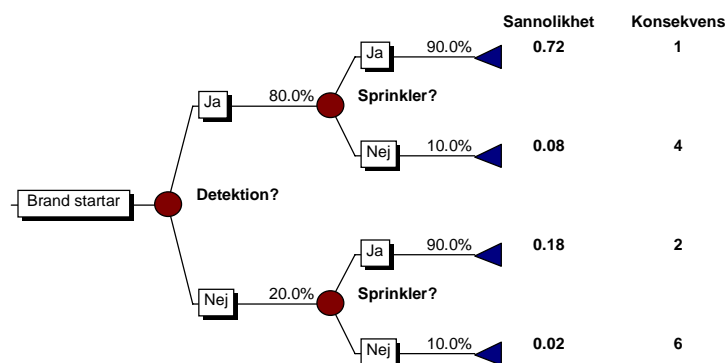 Sannolikhet Konsekvens
Ja 90.0% 0.72 1
Ja 80.0% Sprinkler?
Nej 10.0% 0.08 4
Brand startar Detektion?
Ja 90.0% 0.18 2
Nej 20.0% Sprinkler?
Nej 10.0% 0.02 6